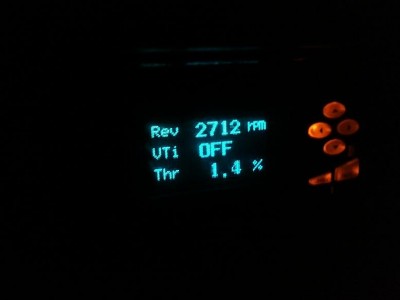 Rev 2712 rpm
VTi OFF
Thr 1.4 %